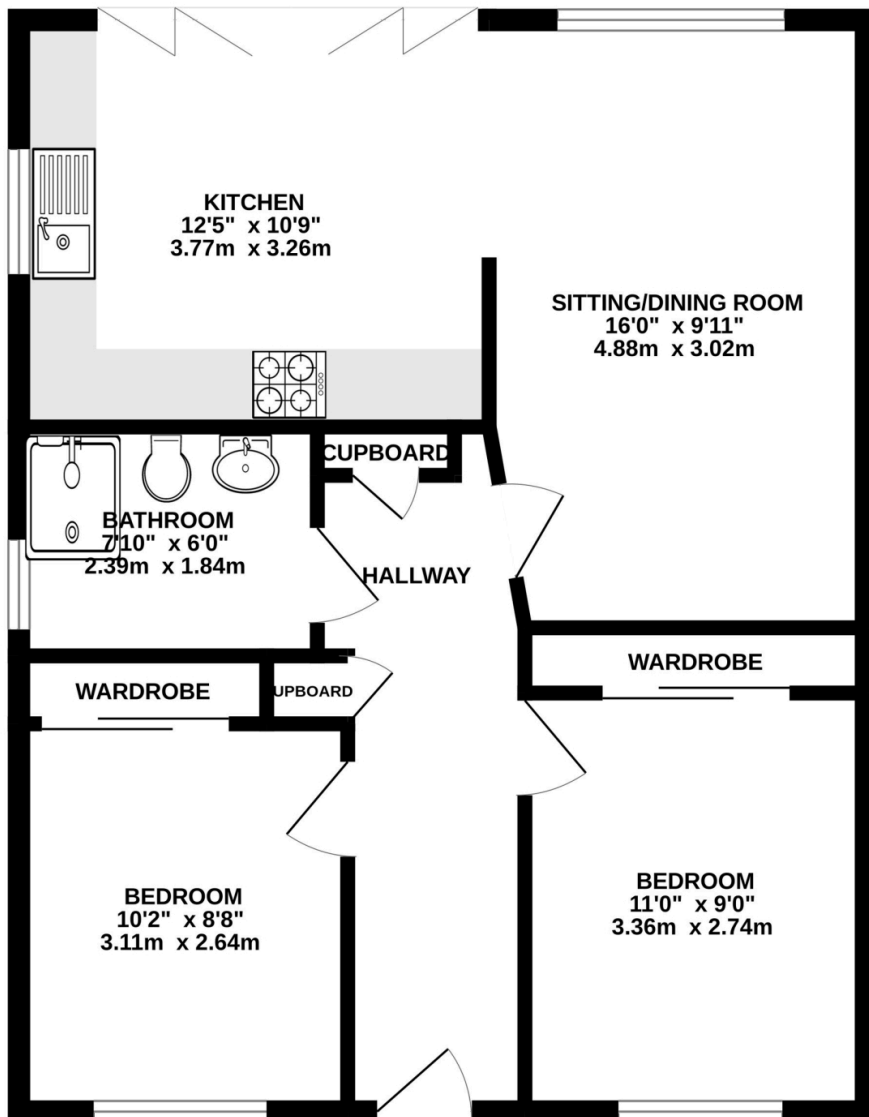 KITCHEN
12'5" x 10'9"
3.77m x 3.26m
SITTING/DINING ROOM
16'0" x 9'11"
4.88m x 3.02m
CUPBOARD
BATHROOM
7'10" x 6'0"
2.39m x 1.84m
HALLWAY
WARDROBE
UPBOARD
WARDROBE
BEDROOM
10'2" x 8'8"
3.11m x 2.64m
BEDROOM
11'0" x 9'0"
3.36m x 2.74m